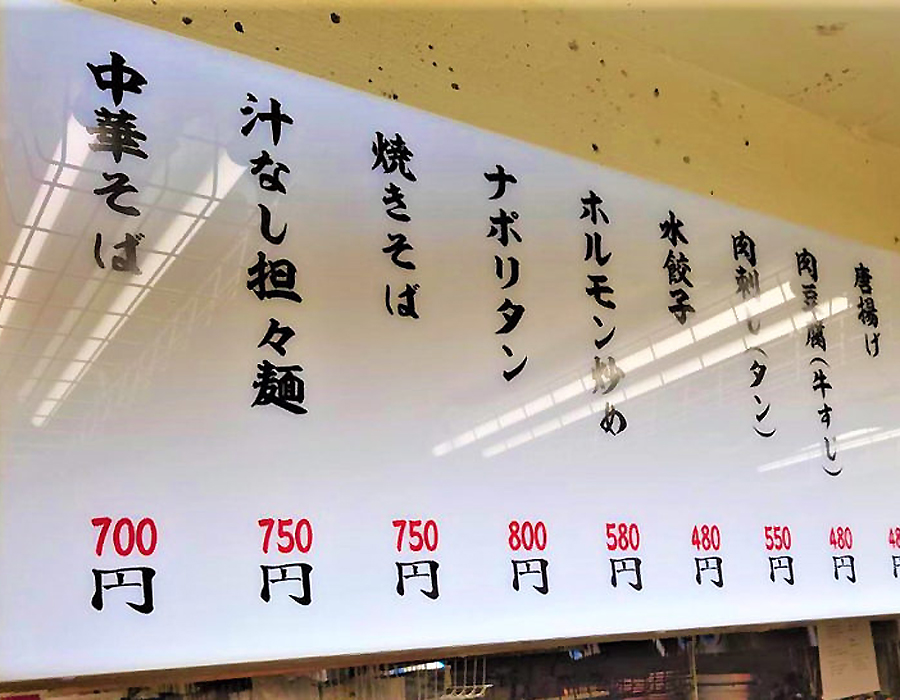 中華そば
700円
汁なし担々麺
750円
焼きそば
750円
ナポリタン
800円
ホルモン炒め
580円
水餃子
480円
肉刺し(タン)
550円
肉豆腐(牛すじ)
480円
唐揚げ